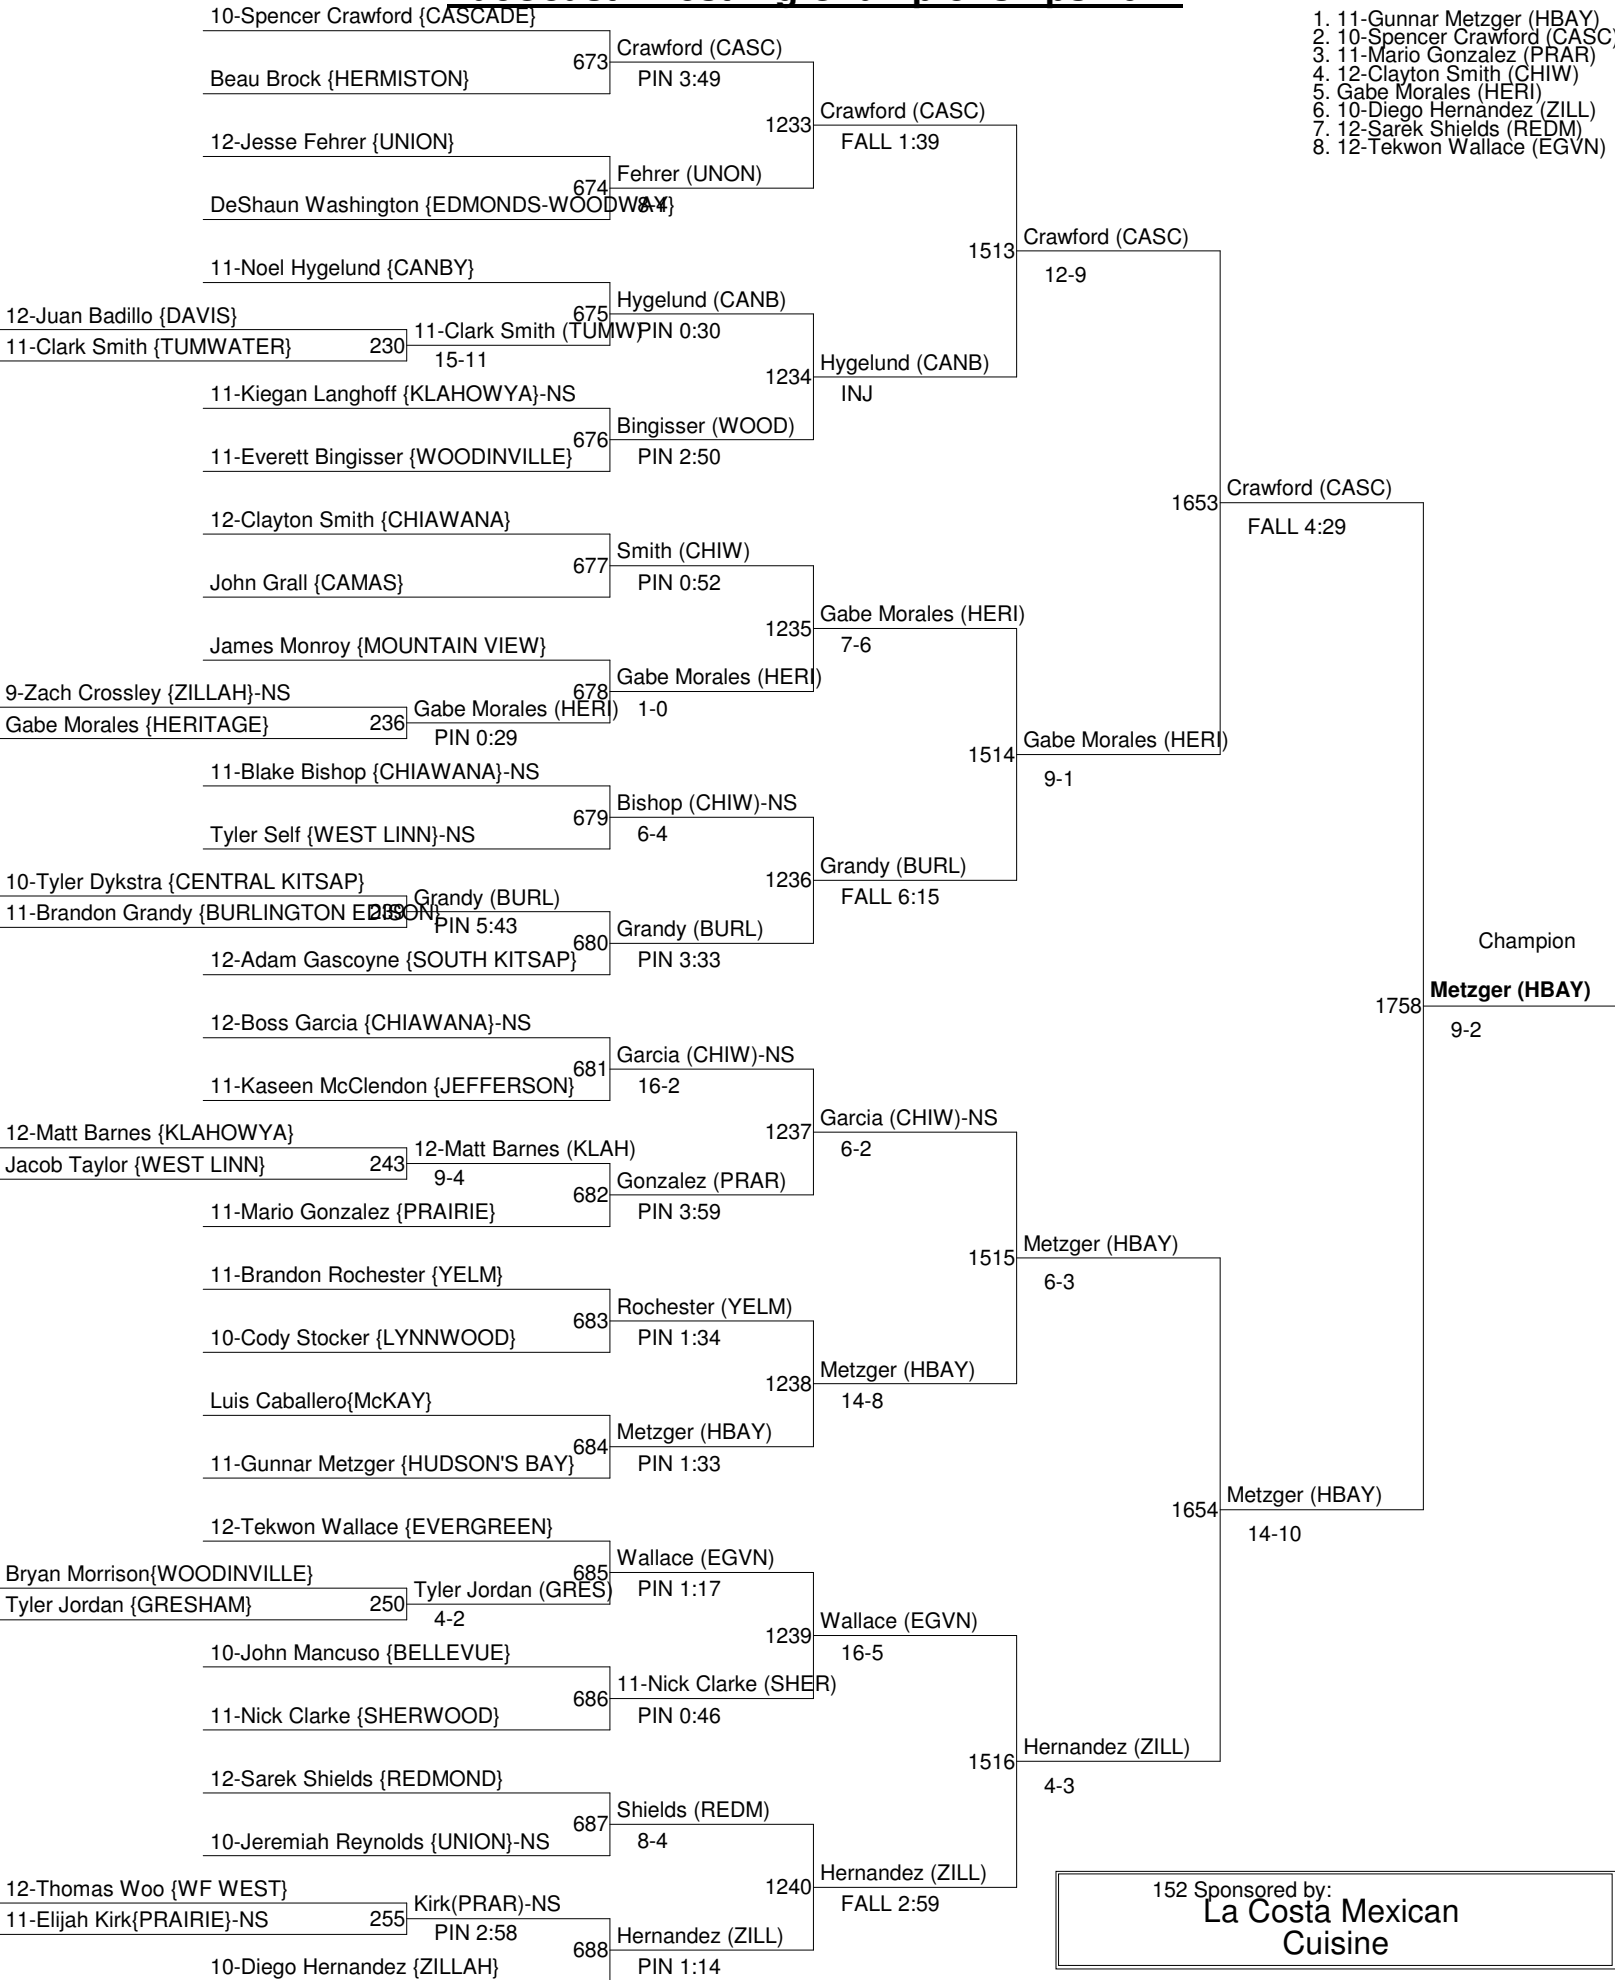 10-Spencer Crawford {CASCADE}
1. 11-Gunnar Metzger (HBAY)
2. 10-Spencer Crawford (CASC)
3. 11-Mario Gonzalez (PRAR)
4. 12-Clayton Smith (CHIW)
5. Gabe Morales (HERI)
6. 10-Diego Hernandez (ZILL)
7. 12-Sarek Shields (REDM)
8. 12-Tekwon Wallace (EGVN)
673 Crawford (CASC)
Beau Brock {HERMISTON}
PIN 3:49
1233 Crawford (CASC)
FALL 1:39
12-Jesse Fehrer {UNION}
674 Fehrer (UNON)
DeShaun Washington {EDMONDS-WOODWAY}
8-4
1513 Crawford (CASC)
12-9
11-Noel Hygelund {CANBY}
675 Hygelund (CANB)
12-Juan Badillo {DAVIS}
11-Clark Smith (TUMW)
PIN 0:30
11-Clark Smith {TUMWATER} 230
15-11
1234 Hygelund (CANB)
INJ
11-Kiegan Langhoff {KLAHOWYA}-NS
676 Bingisser (WOOD)
11-Everett Bingisser {WOODINVILLE}
PIN 2:50
1653 Crawford (CASC)
FALL 4:29
12-Clayton Smith {CHIAWANA}
677 Smith (CHIW)
John Grall {CAMAS}
PIN 0:52
1235 Gabe Morales (HERI)
7-6
James Monroy {MOUNTAIN VIEW}
678 Gabe Morales (HERI)
9-Zach Crossley {ZILLAH}-NS
Gabe Morales (HERI)
1-0
Gabe Morales {HERITAGE} 236
PIN 0:29
1514 Gabe Morales (HERI)
9-1
11-Blake Bishop {CHIAWANA}-NS
679 Bishop (CHIW)-NS
Tyler Self {WEST LINN}-NS
6-4
1236 Grandy (BURL)
FALL 6:15
10-Tyler Dykstra {CENTRAL KITSAP}
Grandy (BURL)
11-Brandon Grandy {BURLINGTON EDISON} 239
PIN 5:43
680 Grandy (BURL)
12-Adam Gascoyne {SOUTH KITSAP}
PIN 3:33
Champion
1758 Metzger (HBAY)
9-2
12-Boss Garcia {CHIAWANA}-NS
681 Garcia (CHIW)-NS
11-Kaseen McClendon {JEFFERSON}
16-2
1237 Garcia (CHIW)-NS
6-2
12-Matt Barnes {KLAHOWYA}
12-Matt Barnes (KLAH)
Jacob Taylor {WEST LINN} 243
9-4
682 Gonzalez (PRAR)
11-Mario Gonzalez {PRAIRIE}
PIN 3:59
1515 Metzger (HBAY)
6-3
11-Brandon Rochester {YELM}
683 Rochester (YELM)
10-Cody Stocker {LYNNWOOD}
PIN 1:34
1238 Metzger (HBAY)
14-8
Luis Caballero{McKAY}
684 Metzger (HBAY)
11-Gunnar Metzger {HUDSON'S BAY}
PIN 1:33
1654 Metzger (HBAY)
14-10
12-Tekwon Wallace {EVERGREEN}
685 Wallace (EGVN)
Bryan Morrison{WOODINVILLE}
Tyler Jordan (GRES)
PIN 1:17
Tyler Jordan {GRESHAM} 250
4-2
1239 Wallace (EGVN)
16-5
10-John Mancuso {BELLEVUE}
686 11-Nick Clarke (SHER)
11-Nick Clarke {SHERWOOD}
PIN 0:46
1516 Hernandez (ZILL)
4-3
12-Sarek Shields {REDMOND}
687 Shields (REDM)
10-Jeremiah Reynolds {UNION}-NS
8-4
1240 Hernandez (ZILL)
FALL 2:59
12-Thomas Woo {WF WEST}
Kirk(PRAR)-NS
11-Elijah Kirk{PRAIRIE}-NS 255
PIN 2:58
688 Hernandez (ZILL)
10-Diego Hernandez {ZILLAH}
PIN 1:14
152 Sponsored by:
La Costa Mexican
Cuisine